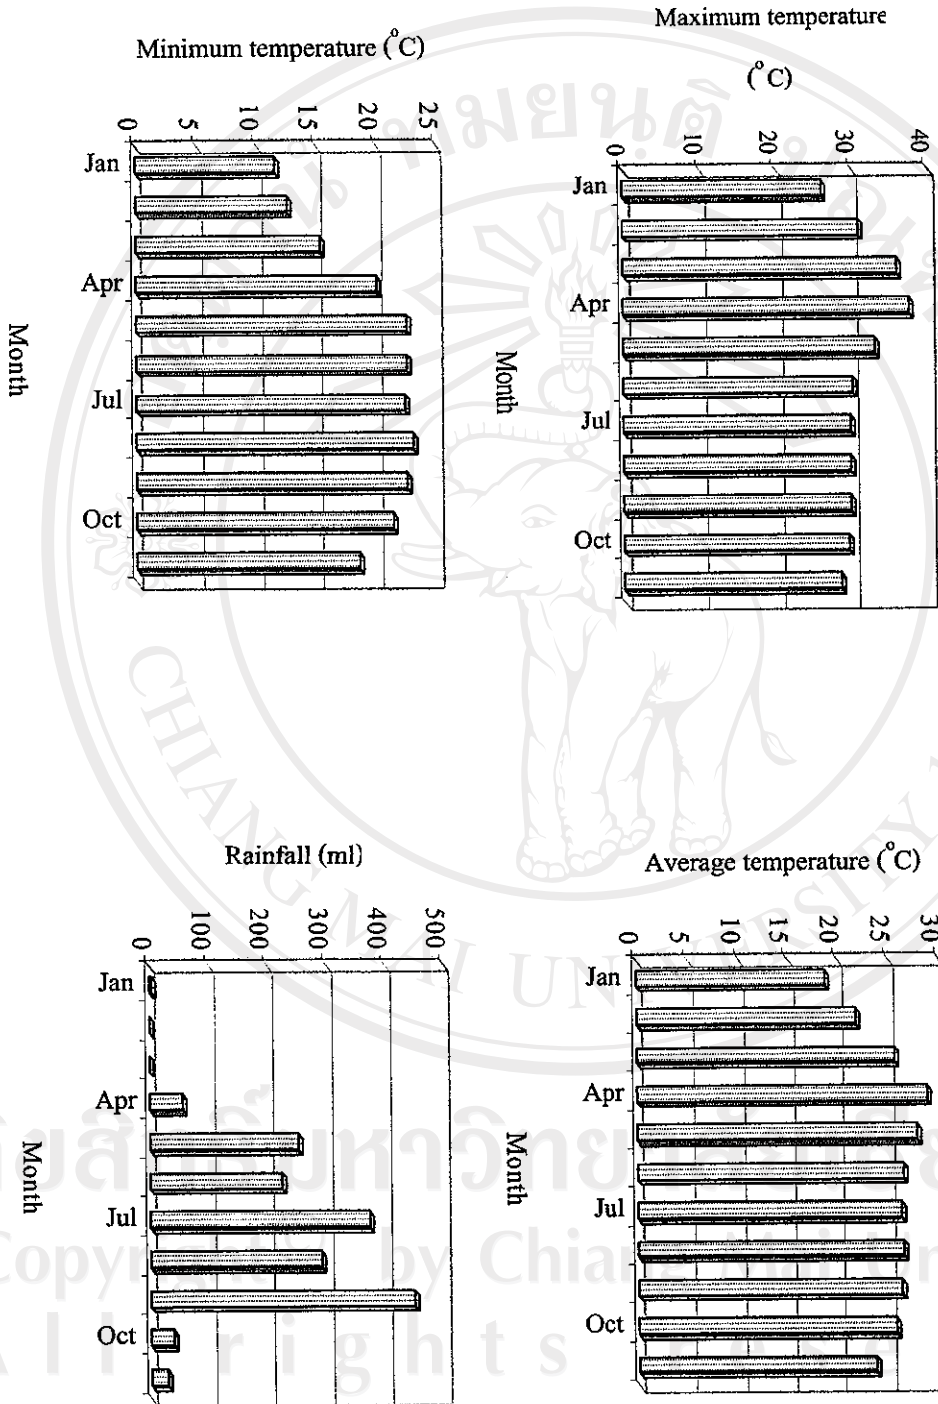 Maximum temperature
(°C)
0 10 20 30 40
Jan
Apr
Jul
Oct
Month
Minimum temperature (°C)
0 5 10 15 20 25
Jan
Apr
Jul
Oct
Month
Average temperature (°C)
0 5 10 15 20 25 30
Jan
Apr
Jul
Oct
Month
Rainfall (ml)
0 100 200 300 400 500
Jan
Apr
Jul
Oct
Month
CHIANG MAI UNIVERSITY
Copyright by Chiang Mai
All rights